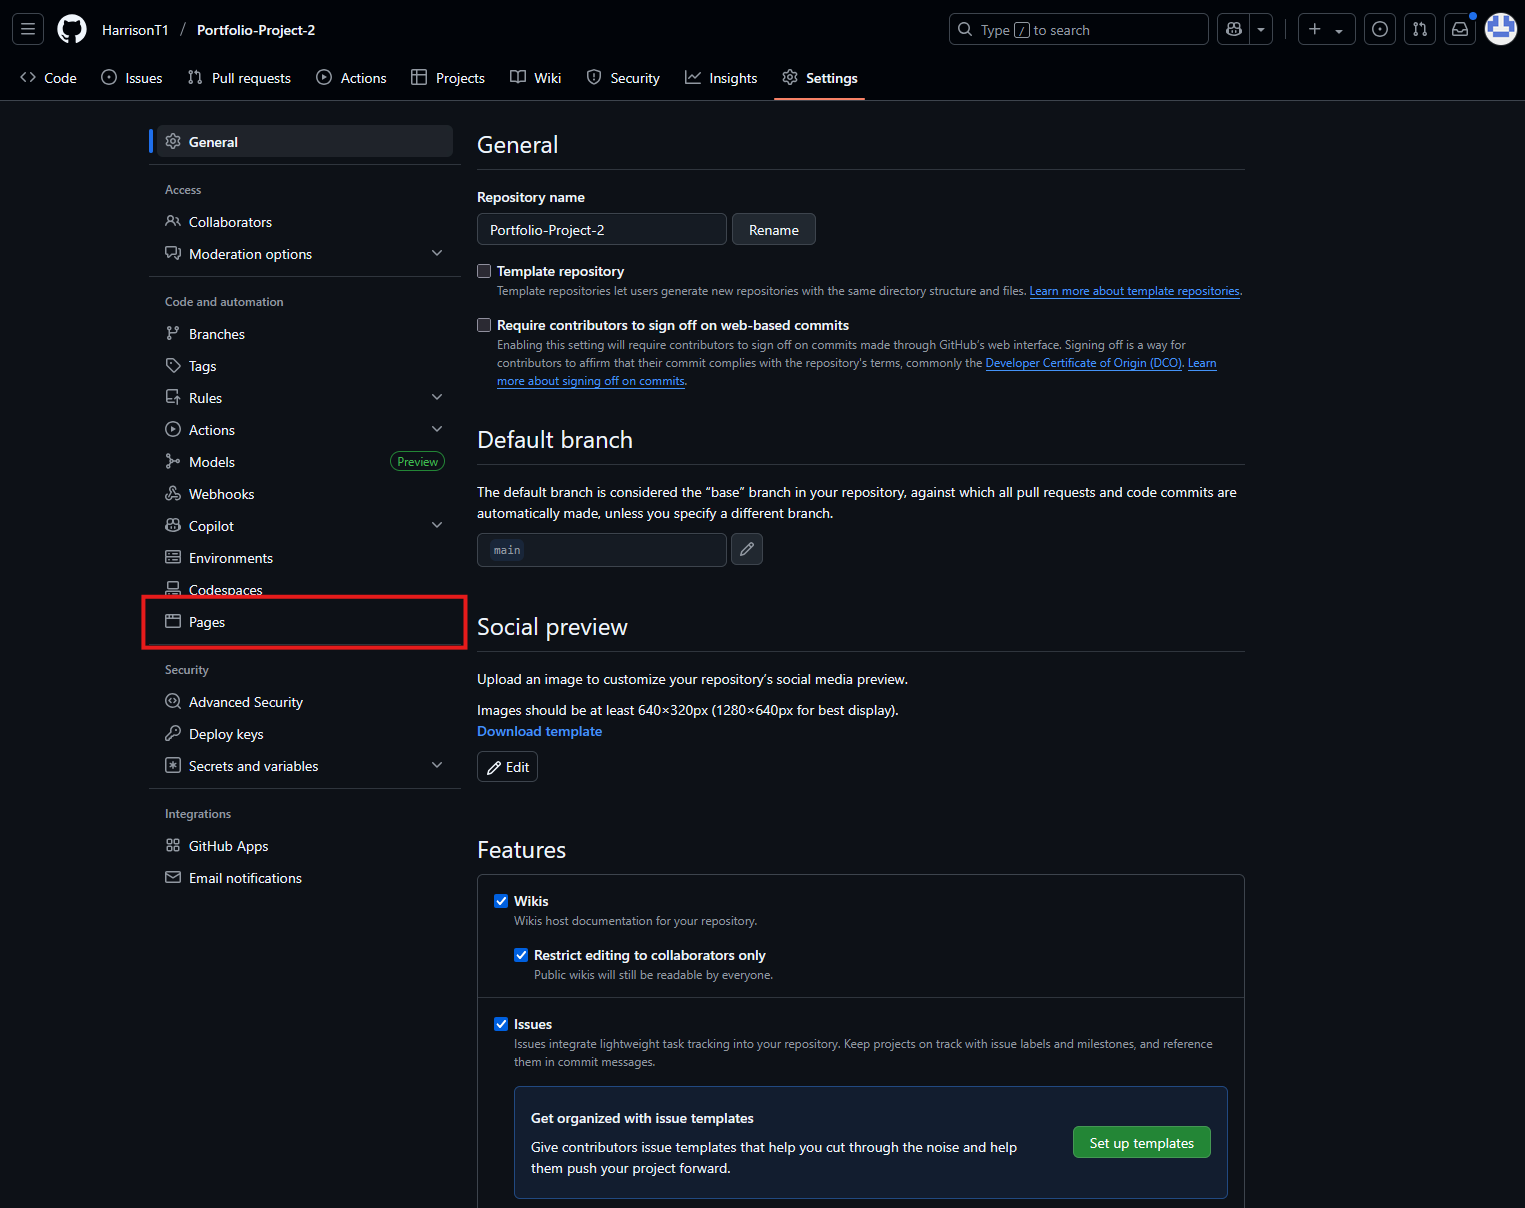 HarrisonT1 / Portfolio-Project-2
Type / to search
Code
Issues
Pull requests
Actions
Projects
Wiki
Security
Insights
Settings
General
Access
Collaborators
Moderation options
Code and automation
Branches
Tags
Rules
Actions
Models
Preview
Webhooks
Copilot
Environments
Codespaces
Pages
Security
Advanced Security
Deploy keys
Secrets and variables
Integrations
GitHub Apps
Email notifications
General
Repository name
Portfolio-Project-2
Rename
Template repository
Template repositories let users generate new repositories with the same directory structure and files. Learn more about template repositories.
Require contributors to sign off on web-based commits
Enabling this setting will require contributors to sign off on commits made through GitHub's web interface. Signing off is a way for
contributors to affirm that their commit complies with the repository's terms, commonly the Developer Certificate of Origin (DCO). Learn
more about signing off on commits.
Default branch
The default branch is considered the “base” branch in your repository, against which all pull requests and code commits are
automatically made, unless you specify a different branch.
main
Social preview
Upload an image to customize your repository’s social media preview.
Images should be at least 640×320px (1280×640px for best display).
Download template
Edit
Features
Wikis
Wikis host documentation for your repository.
Restrict editing to collaborators only
Public wikis will still be readable by everyone.
Issues
Issues integrate lightweight task tracking into your repository. Keep projects on track with issue labels and milestones, and reference
them in commit messages.
Get organized with issue templates
Give contributors issue templates that help you cut through the noise and help
them push your project forward.
Set up templates